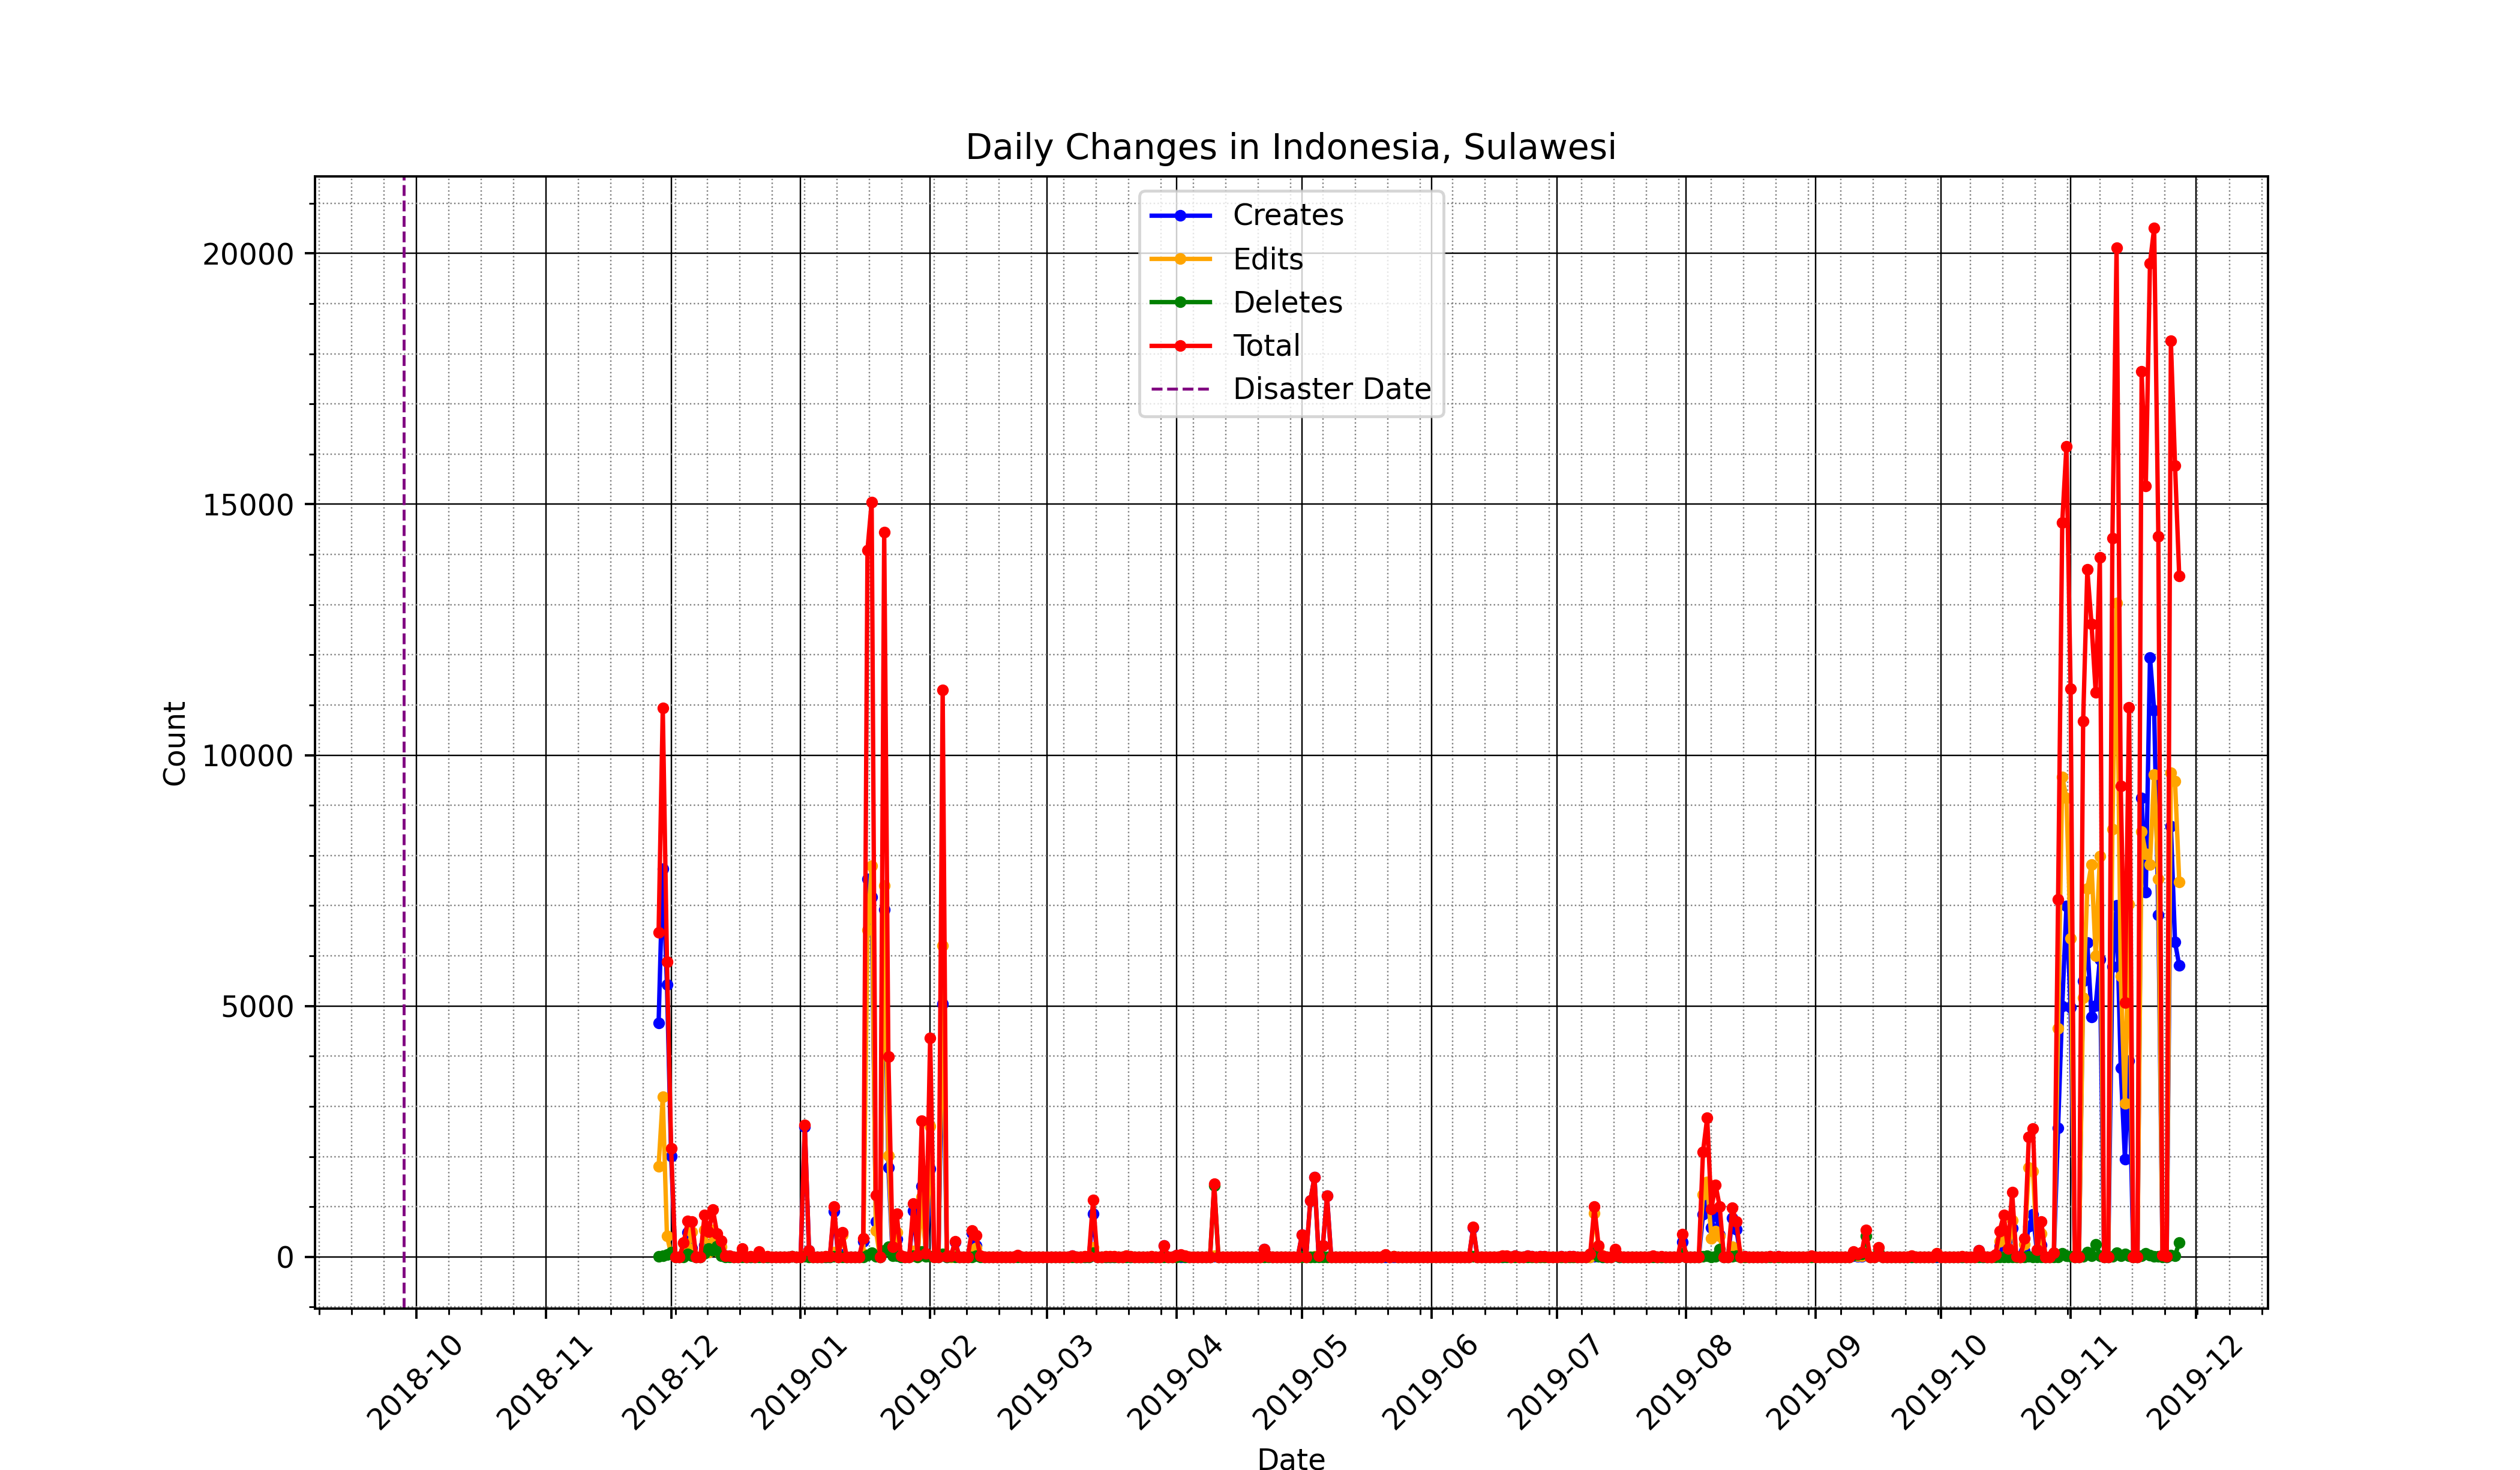 Daily Changes in Indonesia, Sulawesi
Creates
Edits
Deletes
Total
Disaster Date
20000
15000
10000
5000
0
Count
2018-10
2018-11
2018-12
2019-01
2019-02
2019-03
2019-04
2019-05
2019-06
2019-07
2019-08
2019-09
2019-10
2019-11
2019-12
Date